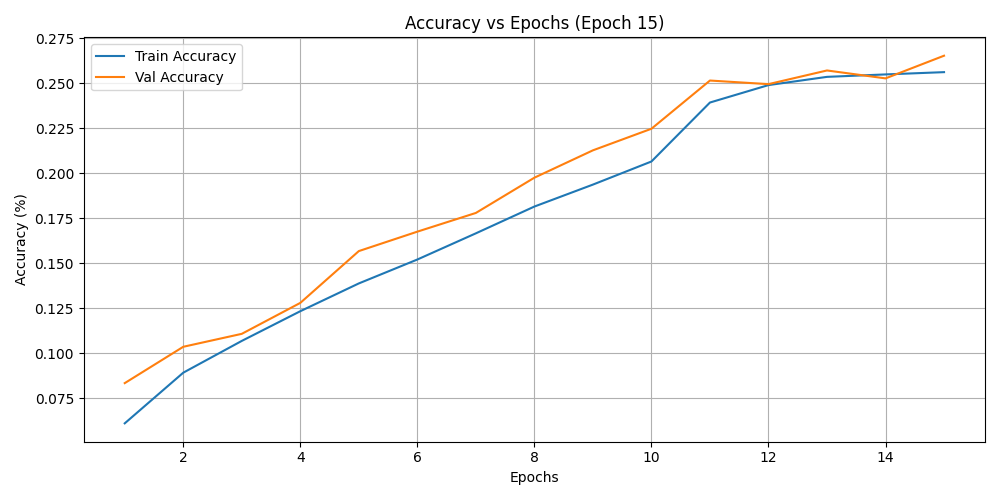 Accuracy vs Epochs (Epoch 15)
Train Accuracy
Val Accuracy
Accuracy (%)
0.275
0.250
0.225
0.200
0.175
0.150
0.125
0.100
0.075
2 4 6 8 10 12 14
Epochs